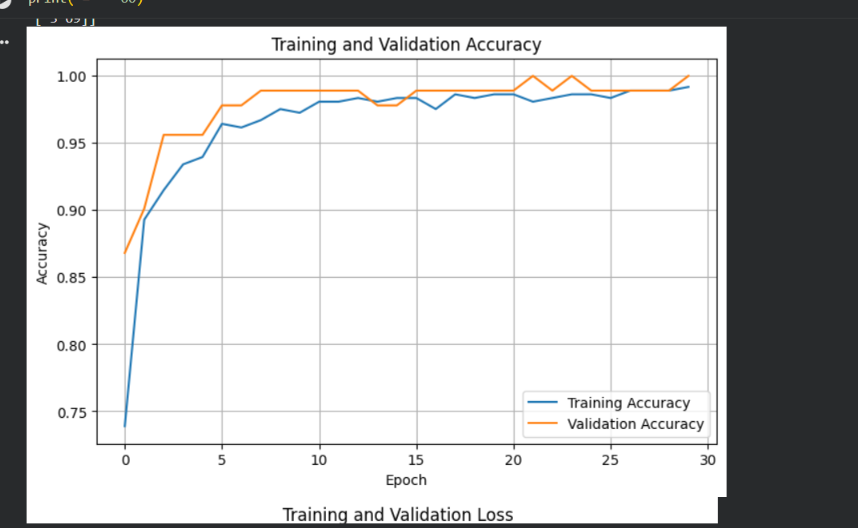 Training and Validation Accuracy
1.00
0.95
0.90
0.85
0.80
0.75
Accuracy
Training Accuracy
Validation Accuracy
0 5 10 15 20 25 30
Epoch
Training and Validation Loss